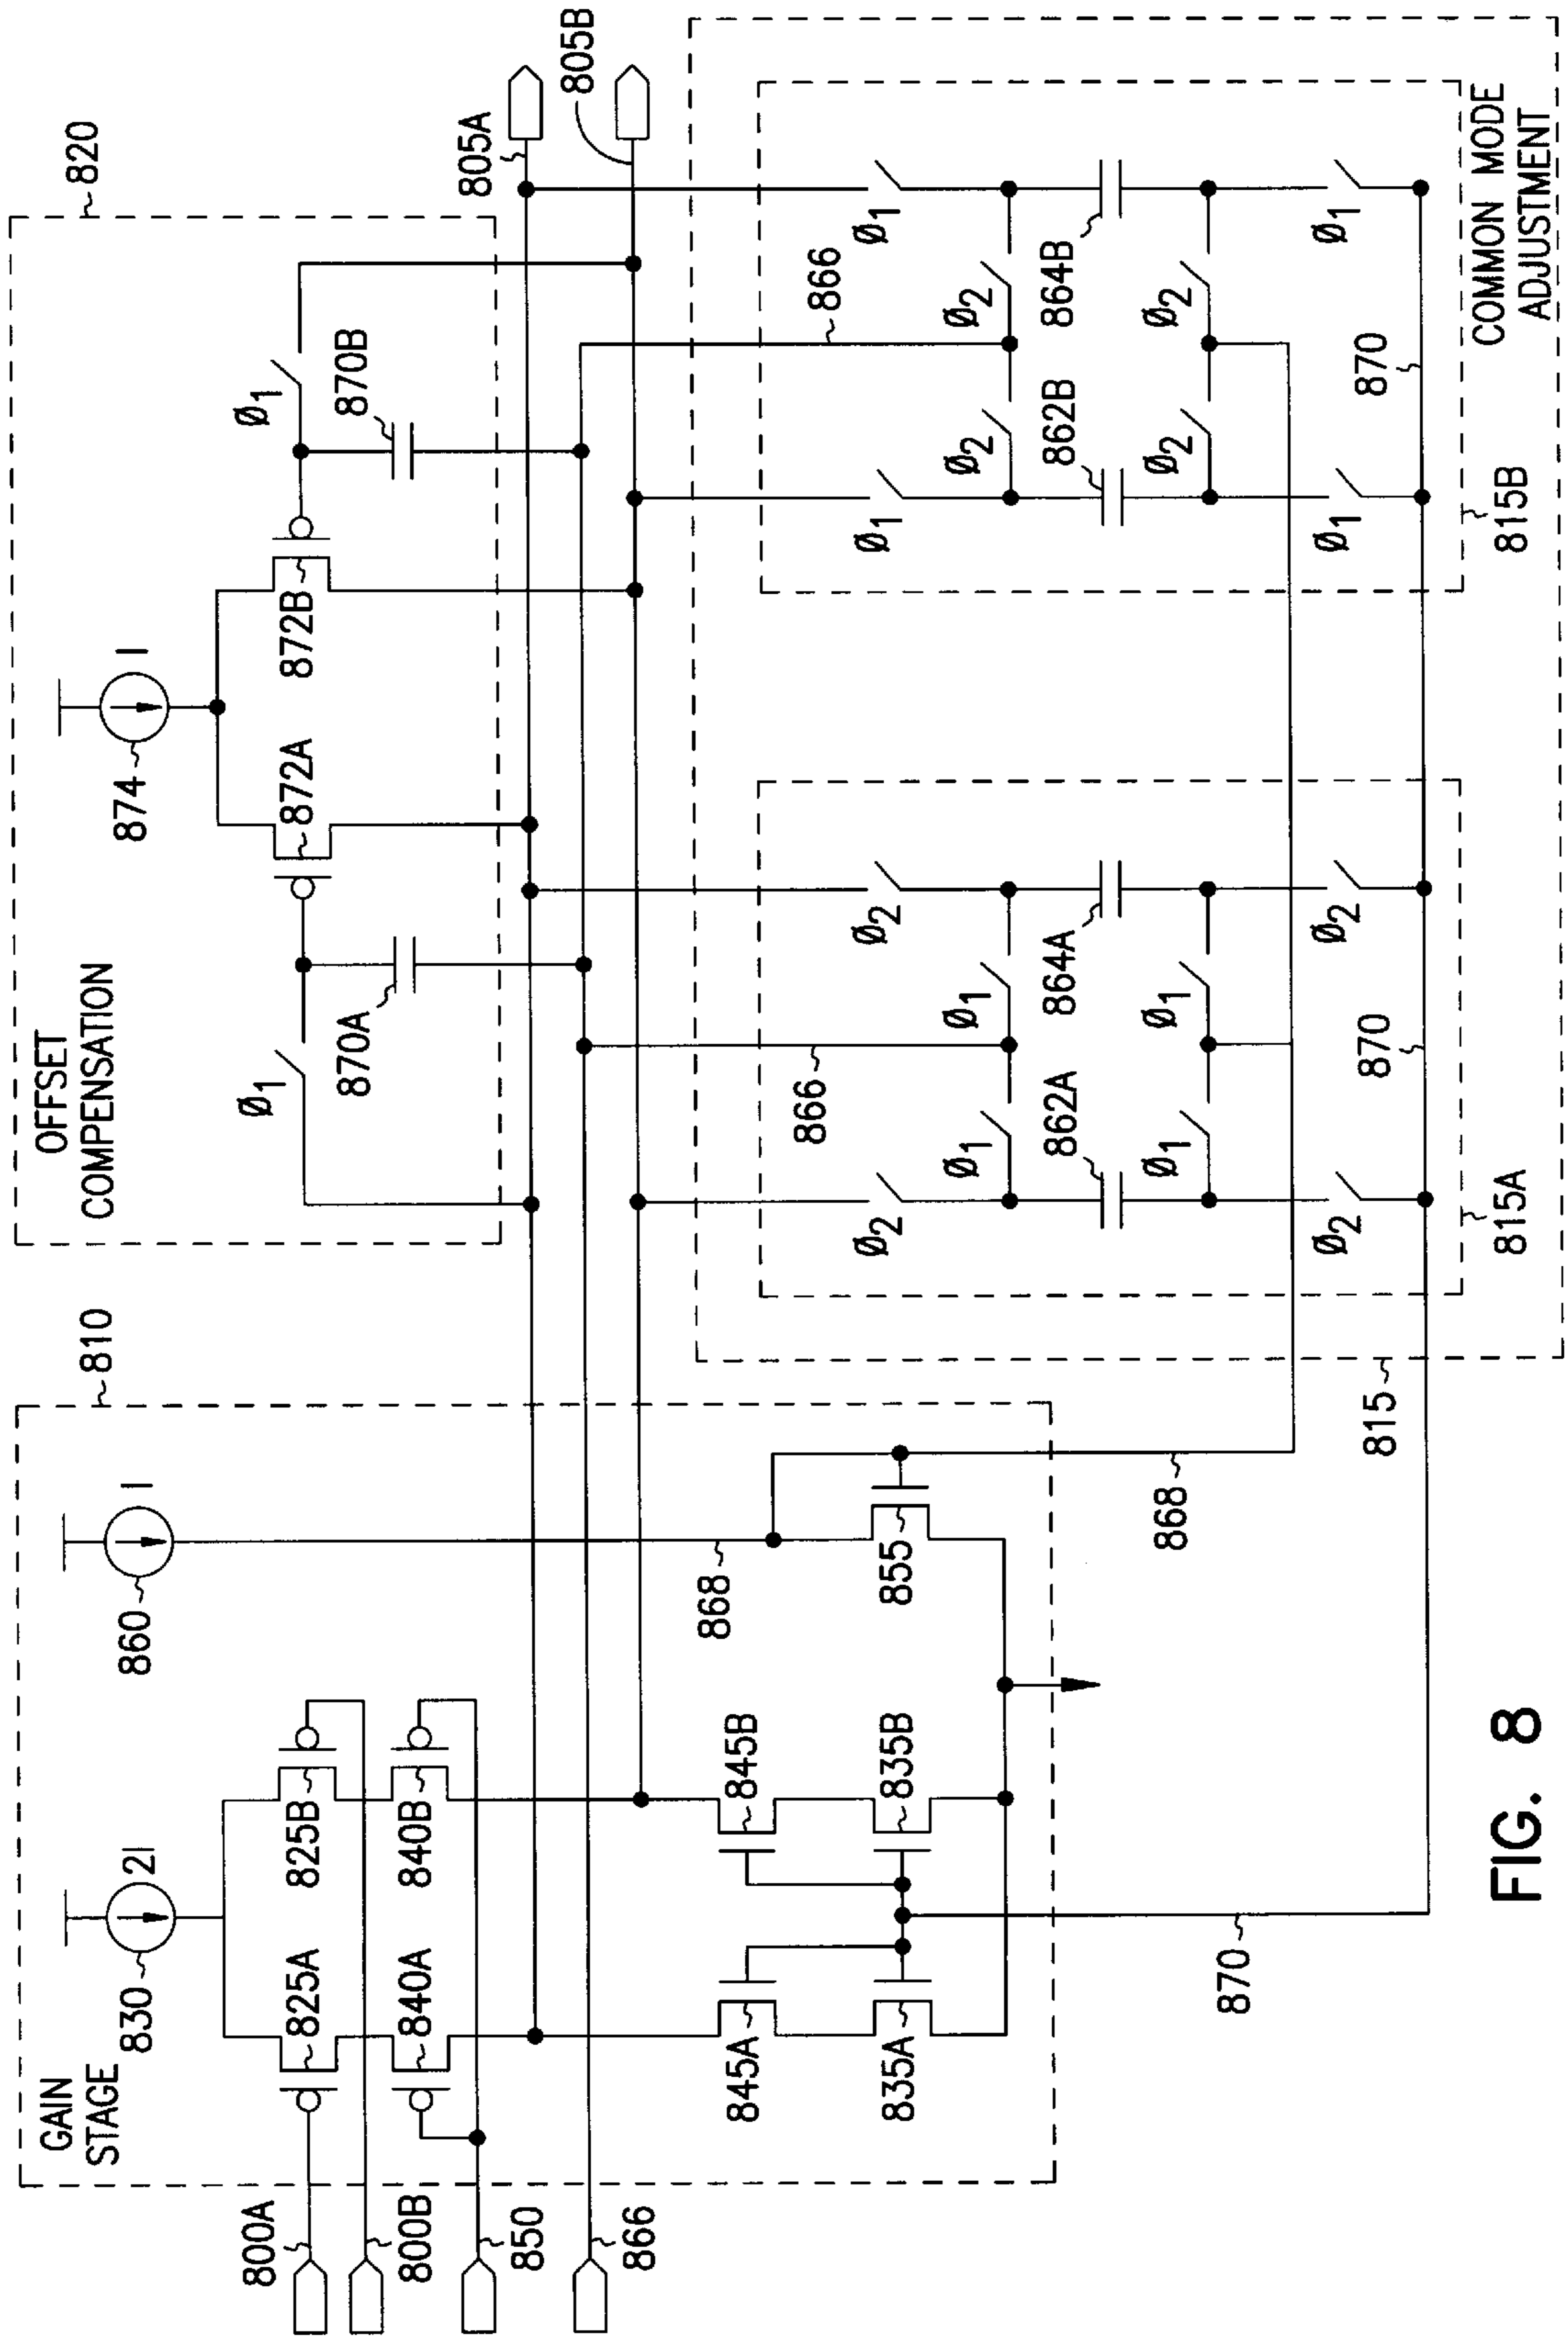 GAIN
STAGE
810
830
2I
860
I
825A
825B
840A
840B
845A
845B
835A
835B
855
868
868
870
800A
800B
850
866
OFFSET
COMPENSATION
820
874
I
872A
872B
Ø1
Ø1
870A
870B
805A
805B
815
815A
Ø2
Ø2
866
Ø1
Ø1
862A
864A
Ø1
Ø1
Ø2
Ø2
870
815B
Ø1
Ø1
866
Ø2
Ø2
862B
864B
Ø2
Ø2
Ø1
Ø1
870
COMMON MODE
ADJUSTMENT
FIG. 8